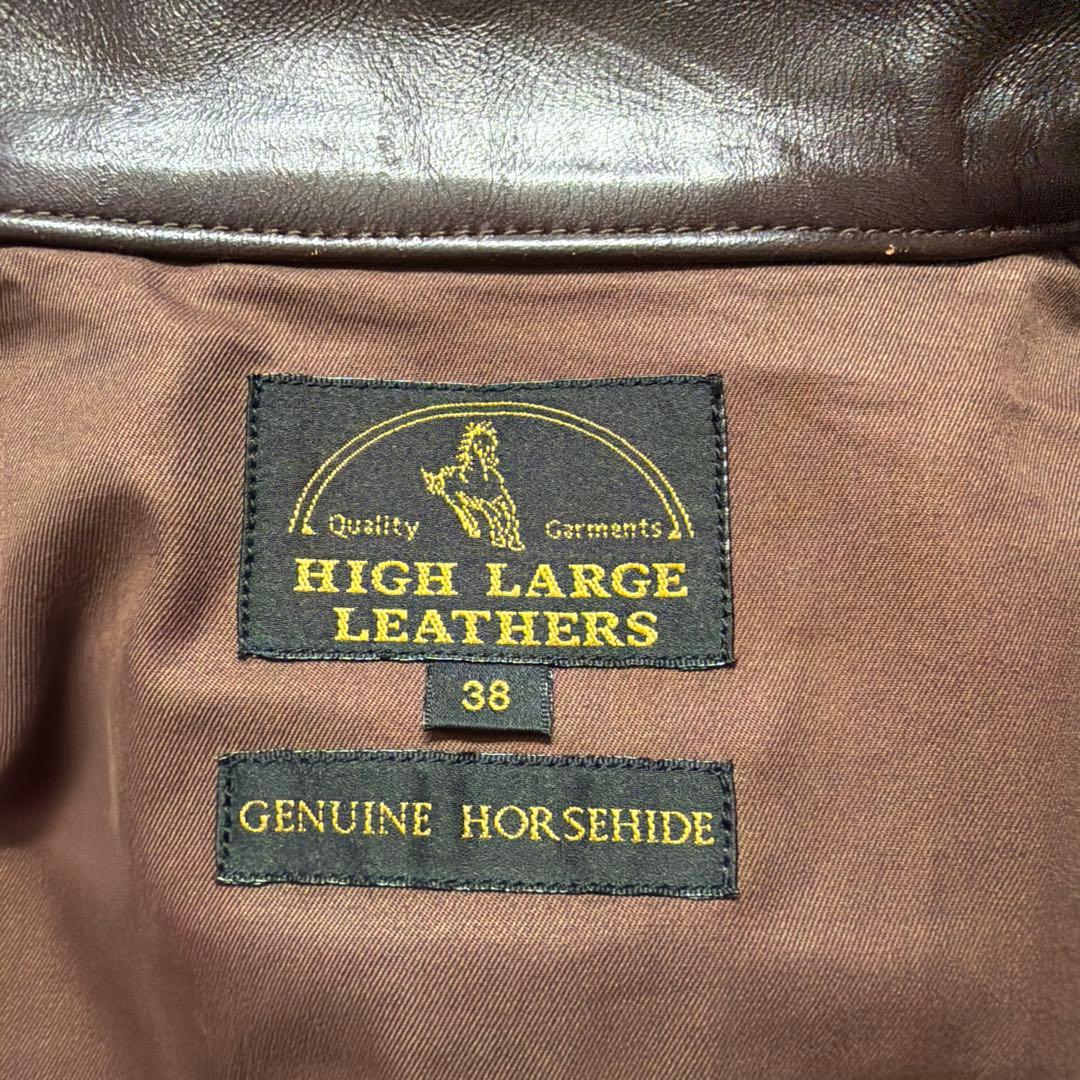 Quality Garments
HIGH LARGE
LEATHERS
38
GENUINE HORSEHIDE